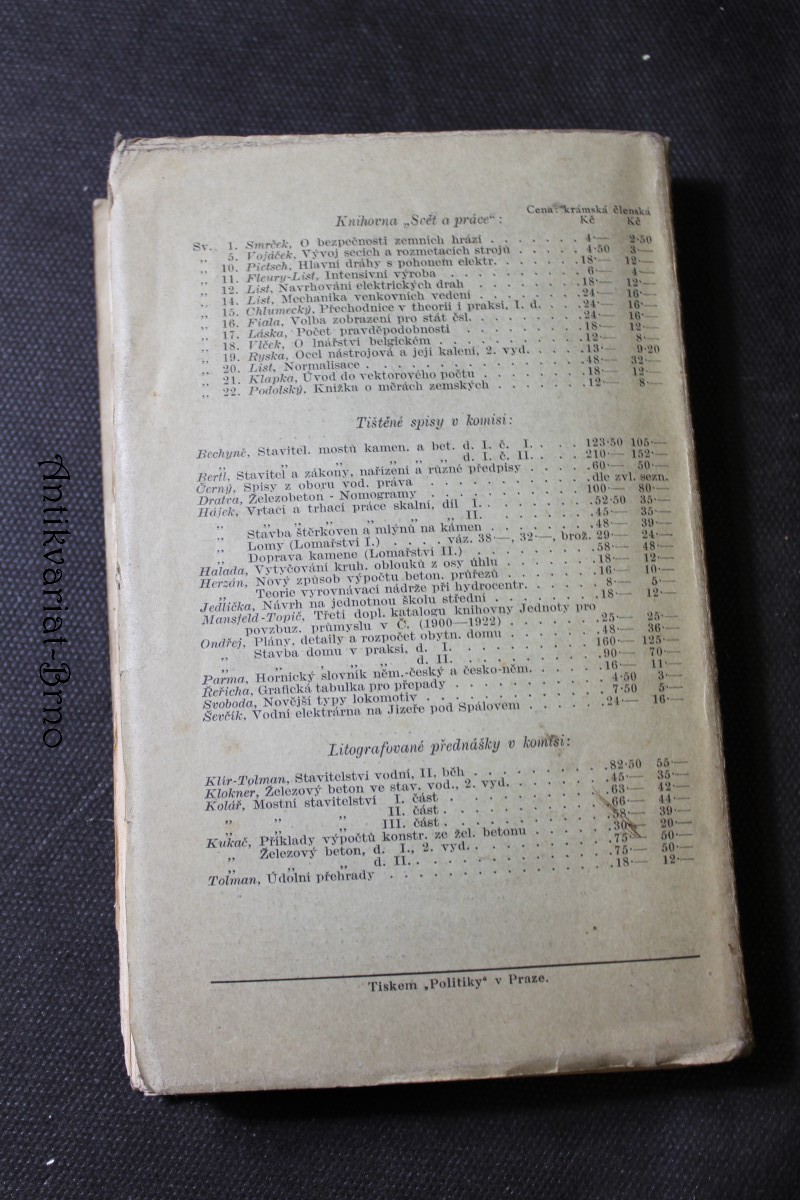 Cena: krámská členská
Knihovna „Svět a práce“: Kč Kč
Sv. 1. Smrček, O bezpečnosti zemních hrází . . . . . . . 4·— 2·50
„ 5. Vojáček, Vývoj secích a rozmetacích strojů . . . . . 4·50 3·—
„ 10. Pietsch, Hlavní dráhy s pohonem elektr. . . . . . . 18·— 12·—
„ 11. Fleury-List, Intensivní výroba . . . . . . . . . 6·— 4·—
„ 12. List, Navrhování elektrických drah . . . . . . . 18·— 12·—
„ 14. List, Mechanika venkovních vedení . . . . . . . 24·— 16·—
„ 15. Chlumecký, Přechodnice v theorii i praksi, I. d. . . . . 24·— 16·—
„ 16. Fiala, Volba zobrazení pro stát čsl. . . . . . . . 24·— 16·—
„ 17. Láska, Počet pravděpodobnosti . . . . . . . . 18·— 12·—
„ 18. Vlček, O lnářství belgickém . . . . . . . . . 12·— 8·—
„ 19. Ryska, Ocel nástrojová a její kalení, 2. vyd. . . . . . 13·— 9·20
„ 20. List, Normalisace . . . . . . . . . . . . 48·— 32·—
„ 21. Klapka, Úvod do vektorového počtu . . . . . . . 18·— 12·—
„ 22. Podolský, Knížka o měrách zemských . . . . . . . 12·— 8·—
Tištěné spisy v komisi:
Bechyně, Stavitel. mostů kamen. a bet. d. I. č. I. . . . 123·50 105·—
„ „ „ „ „ d. I. č. II. . . . 210·— 152·—
Bertl, Stavitel a zákony, nařízení a různé předpisy . . . . . 60·— 50·—
Černý, Spisy z oboru vod. práva . . . . . . . . dle zvl. sezn.
Dratva, Železobeton - Nomogramy . . . . . . . . 100·— 80·—
Hájek, Vrtací a trhací práce skalní, díl I. . . . . . . . 52·50 35·—
„ „ „ II. . . . . . . . 45·— 35·—
„ Stavba štěrkoven a mlýnů na kámen . . . . . . . 48·— 39·—
„ Lomy (Lomařství I.) . . . . . váz. 38·—, 32·—, brož. 29·— 24·—
„ Doprava kamene (Lomařství II.) . . . . . . . . 58·— 48·—
Halada, Vytyčování kruh. oblouků z osy úhlu . . . . . . 18·— 12·—
Herzán, Nový způsob výpočtu beton. průřezů . . . . . . 16·— 10·—
„ Teorie vyrovnávací nádrže při hydrocentr. . . . . . 8·— 5·—
Jedlička, Návrh na jednotnou školu střední . . . . . . 18·— 12·—
Mansfeld-Topič, Třetí dopl. katalogu knihovny Jednoty pro
povzbuz. průmyslu v Č. (1900—1922) . . . . . . 25·— 25·—
Ondřej, Plány, detaily a rozpočet obytn. domu . . . . . . 48·— 36·—
„ Stavba domu v praksi, d. I. . . . . . . . . 160·— 125·—
„ „ „ „ d. II. . . . . . . . . 90·— 70·—
Parma, Hornický slovník něm.-český a česko-něm. . . . . . 16·— 11·—
Řeřicha, Grafická tabulka pro přepady . . . . . . . 4·50 3·—
Svoboda, Novější typy lokomotiv . . . . . . . . 7·50 5·—
Ševčík, Vodní elektrárna na Jizeře pod Spálovem . . . . . 24·— 16·—
Litografované přednášky v komisi:
Klír-Tolman, Stavitelství vodní, II. běh . . . . . . . 82·50 55·—
Klokner, Železový beton ve stav. vod., 2. vyd. . . . . . . 45·— 35·—
Kolář, Mostní stavitelství I. část . . . . . . . . . 63·— 42·—
„ „ „ II. část . . . . . . . . . 66·— 44·—
„ „ „ III. část . . . . . . . . . 58·— 39·—
Kukač, Příklady výpočtů konstr. ze žel. betonu . . . . . . 30·— 20·—
„ Železový beton, d. I., 2. vyd. . . . . . . . . 75·— 50·—
„ „ „ d. II. . . . . . . . . . 75·— 50·—
Tolman, Údolní přehrady . . . . . . . . . . . 18·— 12·—
Tiskem „Politiky“ v Praze.
Antikvariat-Brno